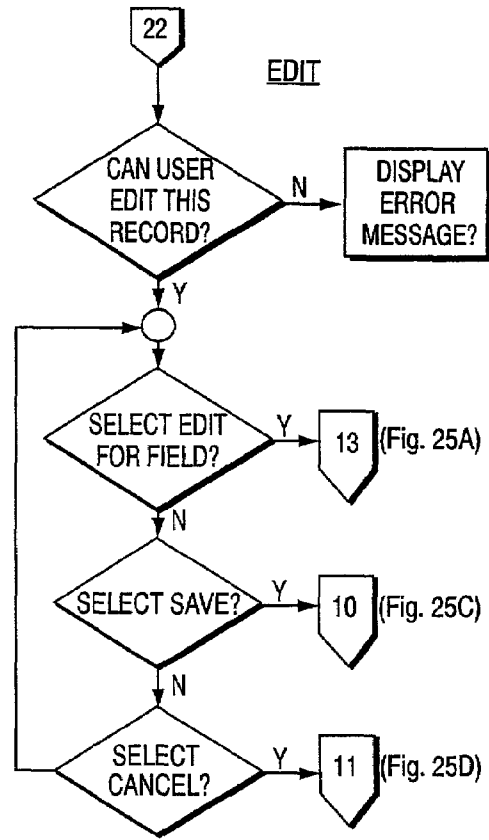 22
EDIT
CAN USER
EDIT THIS
RECORD?
N
DISPLAY
ERROR
MESSAGE?
Y
SELECT EDIT
FOR FIELD?
Y
13 (Fig. 25A)
N
SELECT SAVE?
Y
10 (Fig. 25C)
N
SELECT
CANCEL?
Y
11 (Fig. 25D)